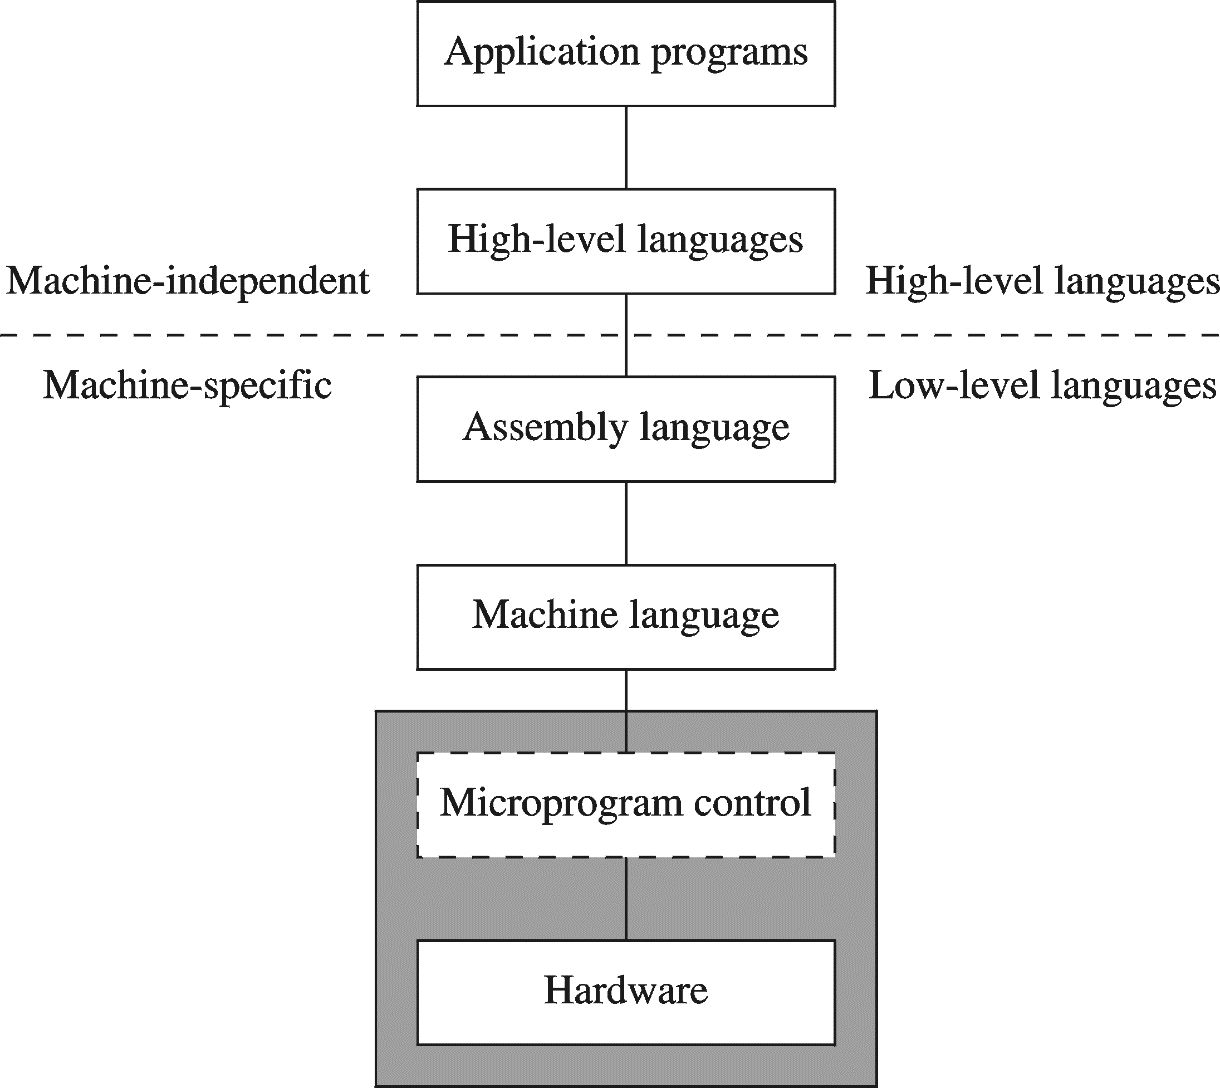 Application programs
High-level languages
Machine-independent
High-level languages
Machine-specific
Low-level languages
Assembly language
Machine language
Microprogram control
Hardware